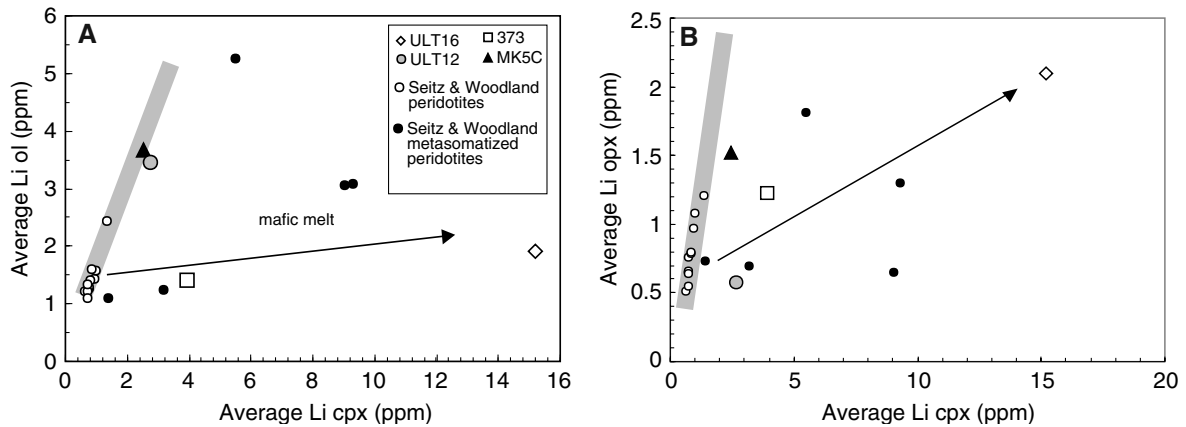 A
6
5
4
3
2
1
0
0 2 4 6 8 10 12 14 16
Average Li ol (ppm)
Average Li cpx (ppm)
ULT16 373
ULT12 MK5C
Seitz & Woodland
peridotites
Seitz & Woodland
metasomatized
peridotites
mafic melt
B
2.5
2
1.5
1
0.5
0
0 5 10 15 20
Average Li opx (ppm)
Average Li cpx (ppm)